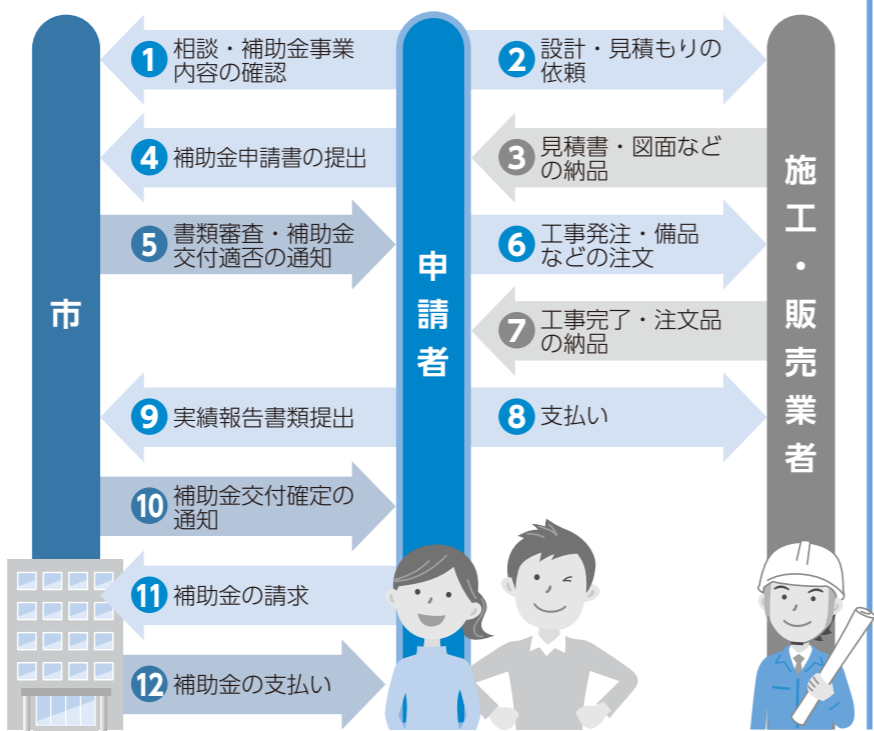 市
申請者
施工・販売業者
1 相談・補助金事業
内容の確認
2 設計・見積もりの
依頼
3 見積書・図面など
の納品
4 補助金申請書の提出
5 書類審査・補助金
交付適否の通知
6 工事発注・備品
などの注文
7 工事完了・注文品
の納品
8 支払い
9 実績報告書類提出
10 補助金交付確定の
通知
11 補助金の請求
12 補助金の支払い